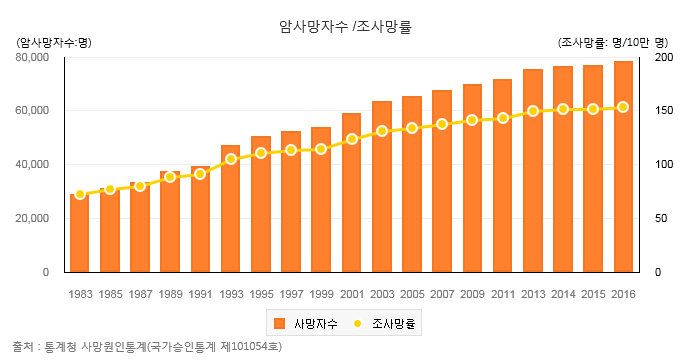 암사망자수 /조사망률
(암사망자수:명) (조사망률: 명/10만 명)
80,000 200
60,000 150
40,000 100
20,000 50
0 0
1983 1985 1987 1989 1991 1993 1995 1997 1999 2001 2003 2005 2007 2009 2011 2013 2014 2015 2016
사망자수 조사망률
출처 : 통계청 사망원인통계(국가승인통계 제101054호)